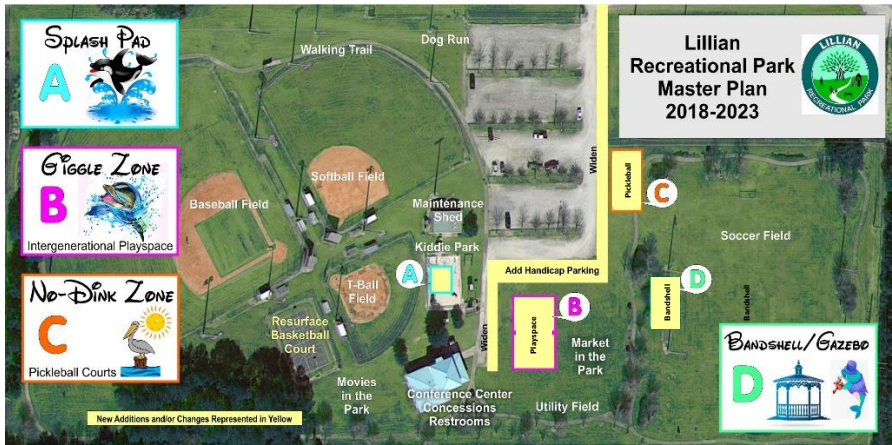 SPLASH PAD
A
GIGGLE ZONE
B
Intergenerational Playspace
NO-DINK ZONE
C
Pickleball Courts
New Additions and/or Changes Represented in Yellow
Walking Trail
Dog Run
Softball Field
Baseball Field
Maintenance
Shed
Kiddie Park
A
T-Ball
Field
Resurface
Basketball
Court
Movies
in the
Park
Conference Center
Concessions
Restrooms
Widen
Add Handicap Parking
Widen
Playspace
B
Market
in the
Park
Utility Field
Lillian
Recreational Park
Master Plan
2018-2023
LILLIAN
RECREATIONAL PARK
Pickleball
C
Soccer Field
D
Bandshell
Bandshell
BANDSHELL/GAZEBO
D